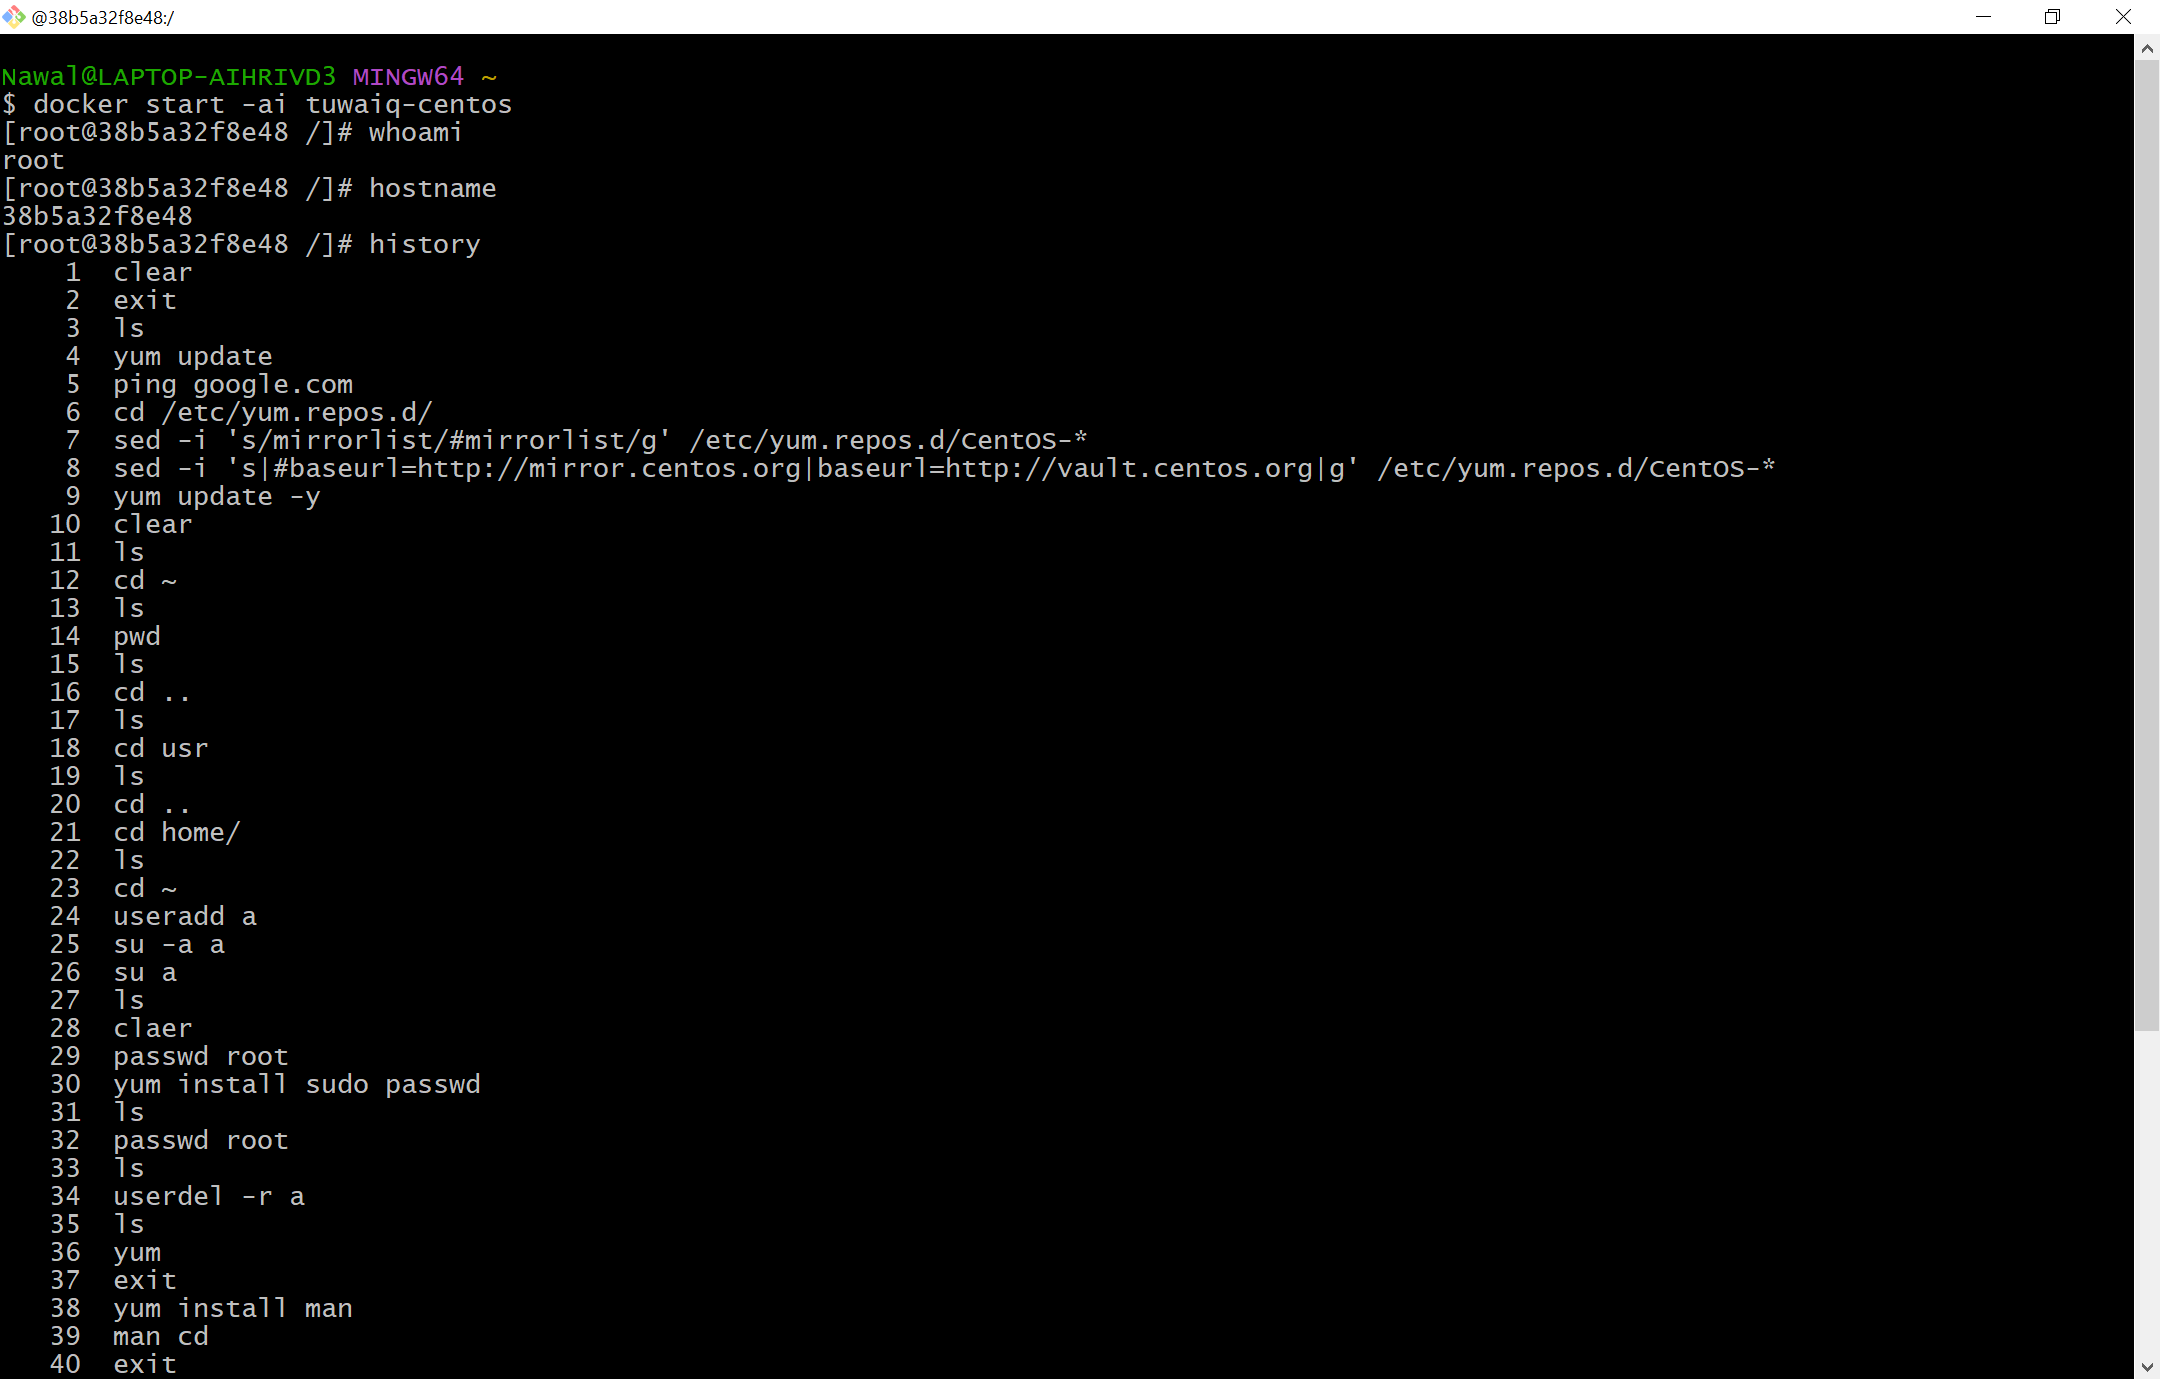 @38b5a32f8e48:/
Nawal@LAPTOP-AIHRIVD3 MINGW64 ~
$ docker start -ai tuwaiq-centos
[root@38b5a32f8e48 /]# whoami
root
[root@38b5a32f8e48 /]# hostname
38b5a32f8e48
[root@38b5a32f8e48 /]# history
    1  clear
    2  exit
    3  ls
    4  yum update
    5  ping google.com
    6  cd /etc/yum.repos.d/
    7  sed -i 's/mirrorlist/#mirrorlist/g' /etc/yum.repos.d/CentOS-*
    8  sed -i 's|#baseurl=http://mirror.centos.org|baseurl=http://vault.centos.org|g' /etc/yum.repos.d/CentOS-*
    9  yum update -y
   10  clear
   11  ls
   12  cd ~
   13  ls
   14  pwd
   15  ls
   16  cd ..
   17  ls
   18  cd usr
   19  ls
   20  cd ..
   21  cd home/
   22  ls
   23  cd ~
   24  useradd a
   25  su -a a
   26  su a
   27  ls
   28  claer
   29  passwd root
   30  yum install sudo passwd
   31  ls
   32  passwd root
   33  ls
   34  userdel -r a
   35  ls
   36  yum
   37  exit
   38  yum install man
   39  man cd
   40  exit